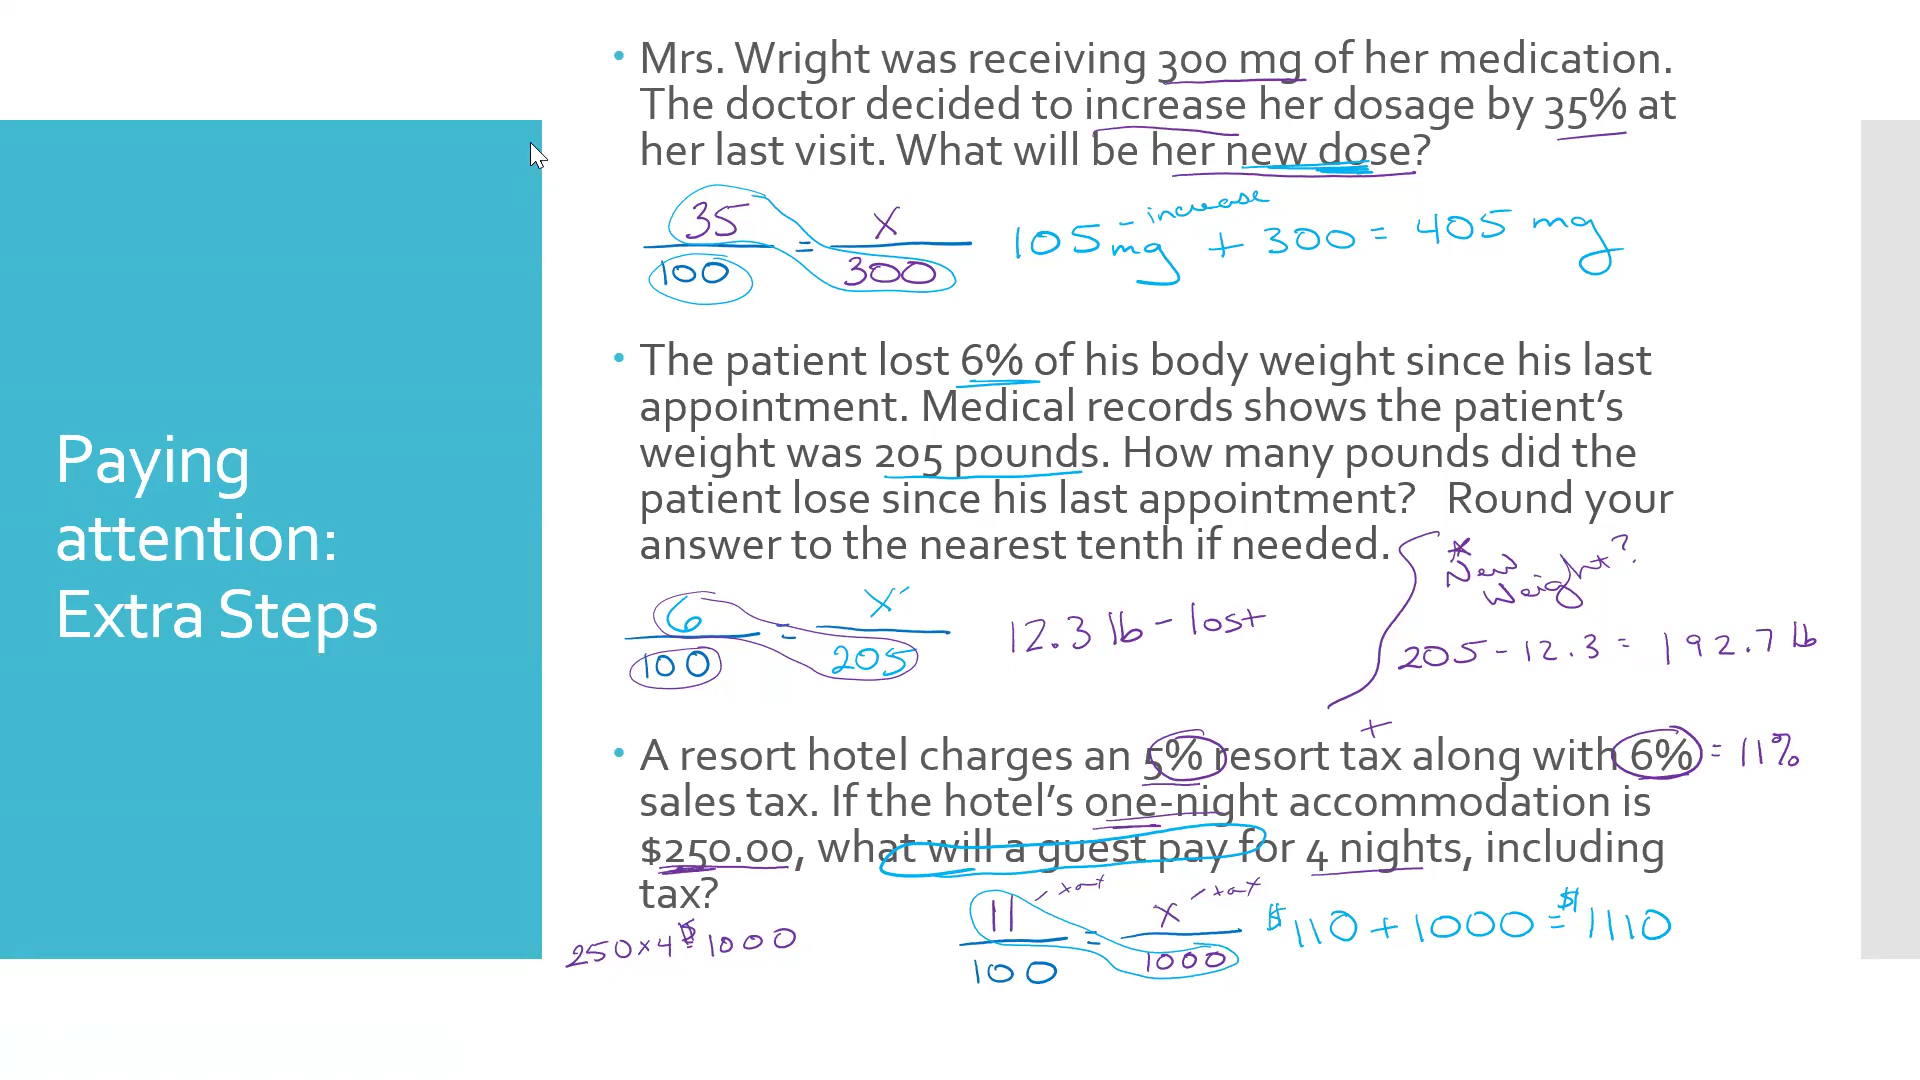 Paying
attention:
Extra Steps
• Mrs. Wright was receiving 300 mg of her medication.
The doctor decided to increase her dosage by 35% at
her last visit. What will be her new dose?
35/100 = X/300 105 mg - increase + 300 = 405 mg
• The patient lost 6% of his body weight since his last
appointment. Medical records shows the patient's
weight was 205 pounds. How many pounds did the
patient lose since his last appointment? Round your
answer to the nearest tenth if needed.
* New
Weight?
6/100 = X/205 12.3 lb - lost
205 - 12.3 = 192.7 lb
+
• A resort hotel charges an 5% resort tax along with 6% = 11%
sales tax. If the hotel's one-night accommodation is
$250.00, what will a guest pay for 4 nights, including
tax?
250 x 4 = $1000
11/100 - tax = X/1000 - tax $110 + 1000 = $1110